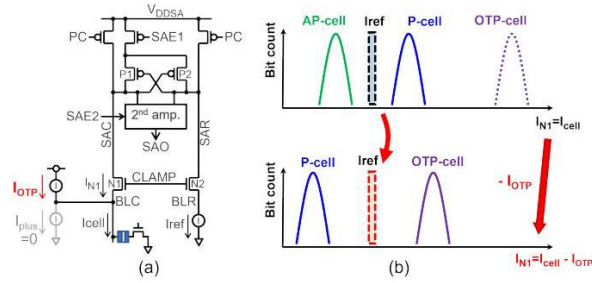 VDDSA
PC
SAE1
PC
P1
P2
SAE2
2nd amp.
SAC
SAO
SAR
IN1
N1
CLAMP
N2
IOTP
BLC
BLR
Iplus
=0
Icell
Iref
(a)
(b)
AP-cell
Iref
P-cell
OTP-cell
Bit count
IN1=Icell
P-cell
Iref
OTP-cell
- IOTP
Bit count
IN1=Icell - IOTP